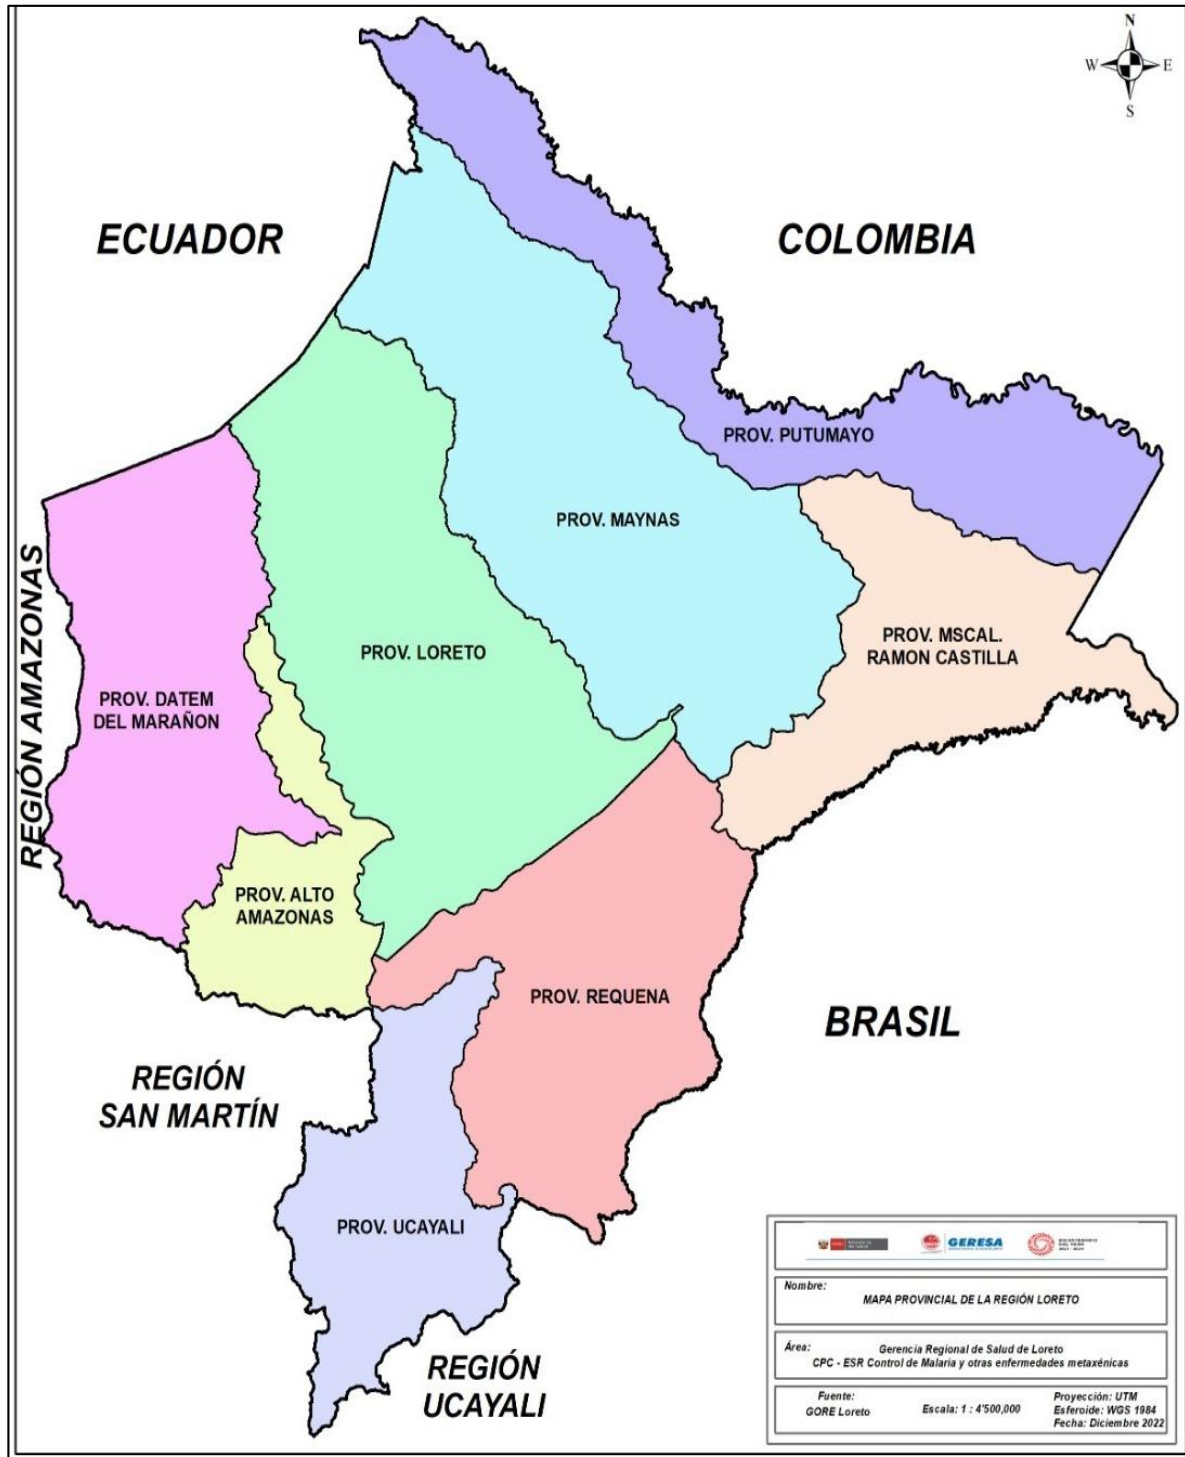 N
W E
S
ECUADOR
COLOMBIA
PROV. PUTUMAYO
PROV. MAYNAS
REGIÓN AMAZONAS
PROV. LORETO
PROV. MSCAL.
RAMON CASTILLA
PROV. DATEM
DEL MARAÑON
PROV. ALTO
AMAZONAS
PROV. REQUENA
BRASIL
REGIÓN
SAN MARTÍN
PROV. UCAYALI
REGIÓN
UCAYALI
GERESA
Nombre:
MAPA PROVINCIAL DE LA REGIÓN LORETO
Área:
Gerencia Regional de Salud de Loreto
CPC - ESR Control de Malaria y otras enfermedades metaxénicas
Fuente:
GORE Loreto
Escala: 1 : 4'500,000
Proyección: UTM
Esferoide: WGS 1984
Fecha: Diciembre 2022